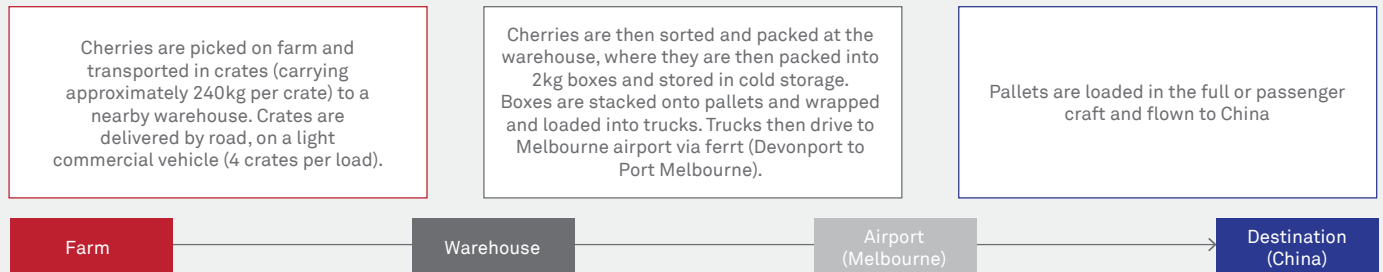 Cherries are picked on farm and
transported in crates (carrying
approximately 240kg per crate) to a
nearby warehouse. Crates are
delivered by road, on a light
commercial vehicle (4 crates per load).
Cherries are then sorted and packed at the
warehouse, where they are then packed into
2kg boxes and stored in cold storage.
Boxes are stacked onto pallets and wrapped
and loaded into trucks. Trucks then drive to
Melbourne airport via ferrt (Devonport to
Port Melbourne).
Pallets are loaded in the full or passenger
craft and flown to China
Farm
Warehouse
Airport
(Melbourne)
Destination
(China)